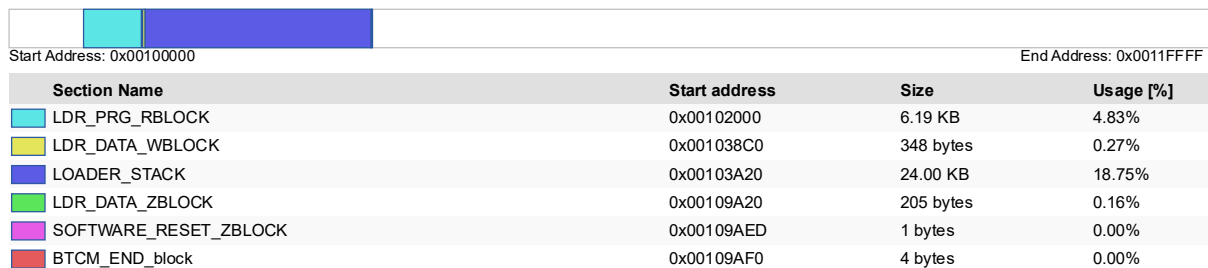 Start Address: 0x00100000 End Address: 0x0011FFFF
Section Name Start address Size Usage [%]
LDR_PRG_RBLOCK 0x00102000 6.19 KB 4.83%
LDR_DATA_WBLOCK 0x001038C0 348 bytes 0.27%
LOADER_STACK 0x00103A20 24.00 KB 18.75%
LDR_DATA_ZBLOCK 0x00109A20 205 bytes 0.16%
SOFTWARE_RESET_ZBLOCK 0x00109AED 1 bytes 0.00%
BTCM_END_block 0x00109AF0 4 bytes 0.00%